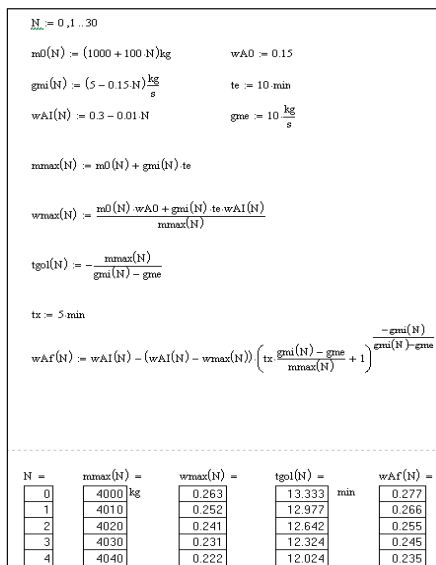 N := 0 ,1 .. 30
m0(N) := (1000 + 100·N)kg wA0 := 0.15
gmi(N) := (5 − 0.15·N) kg/s te := 10·min
wAI(N) := 0.3 − 0.01·N gme := 10·kg/s
mmax(N) := m0(N) + gmi(N)·te
wmax(N) := (m0(N)·wA0 + gmi(N)·te·wAI(N))/mmax(N)
tgol(N) := −mmax(N)/(gmi(N) − gme)
tx := 5·min
wAf(N) := wAI(N) − (wAI(N) − wmax(N))·(tx·(gmi(N) − gme)/mmax(N) + 1)^(−gmi(N)/(gmi(N)−gme))
N = mmax(N) = wmax(N) = tgol(N) = wAf(N) =
0 4000 kg 0.263 13.333 min 0.277
1 4010 0.252 12.977 0.266
2 4020 0.241 12.642 0.255
3 4030 0.231 12.324 0.245
4 4040 0.222 12.024 0.235